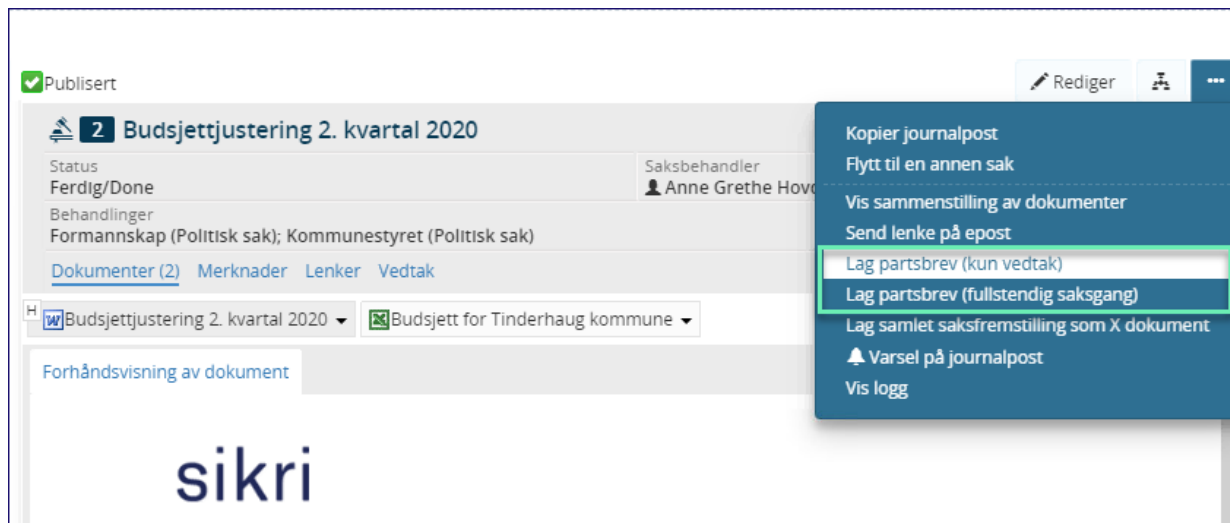 Publisert
Rediger
2 Budsjettjustering 2. kvartal 2020
Status
Ferdig/Done
Saksbehandler
Anne Grethe
Behandlinger
Formannskap (Politisk sak); Kommunestyret (Politisk sak)
Dokumenter (2) Merknader Lenker Vedtak
H
Budsjettjustering 2. kvartal 2020
Budsjett for Tinderhaug kommune
Forhåndsvisning av dokument
sikri
Kopier journalpost
Flytt til en annen sak
Vis sammenstilling av dokumenter
Send lenke på epost
Lag partsbrev (kun vedtak)
Lag partsbrev (fullstendig saksgang)
Lag samlet saksfremstilling som X dokument
Varsel på journalpost
Vis logg